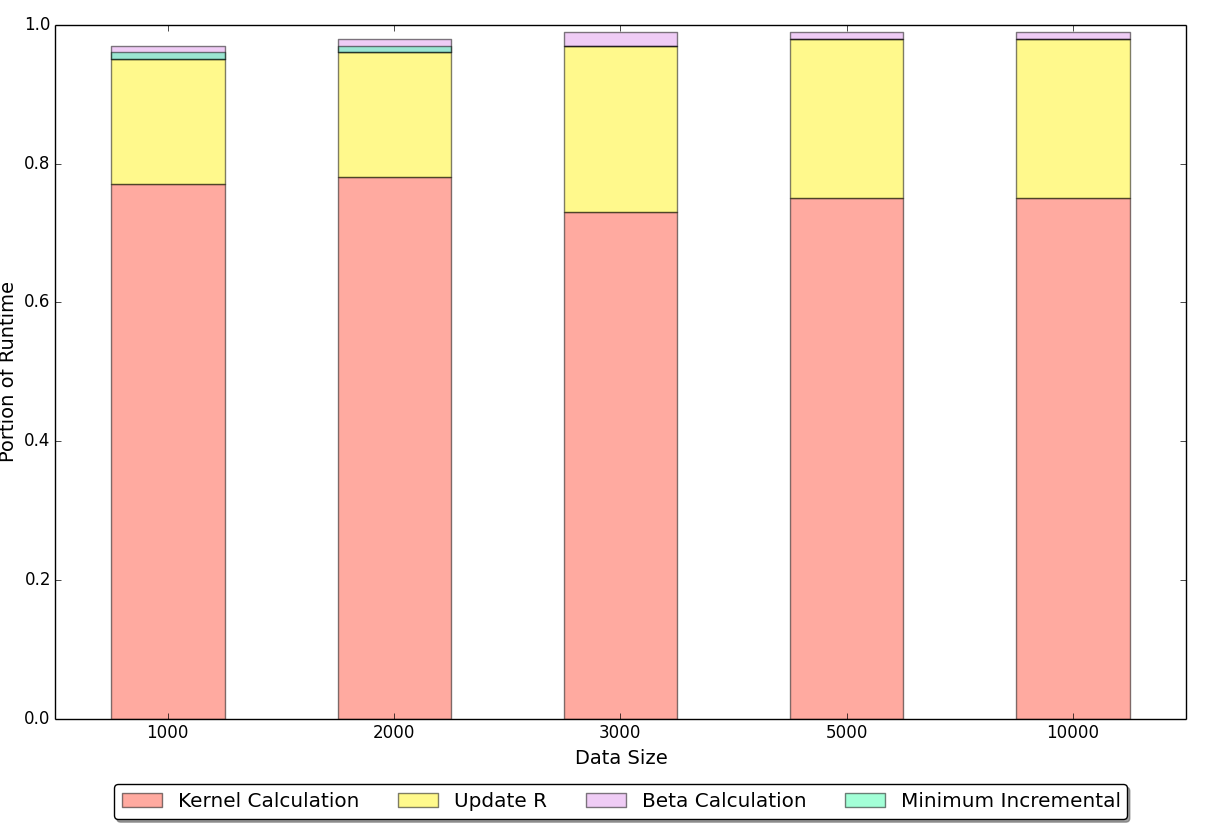 1.0
0.8
0.6
0.4
0.2
0.0
Portion of Runtime
1000 2000 3000 5000 10000
Data Size
Kernel Calculation Update R Beta Calculation Minimum Incremental